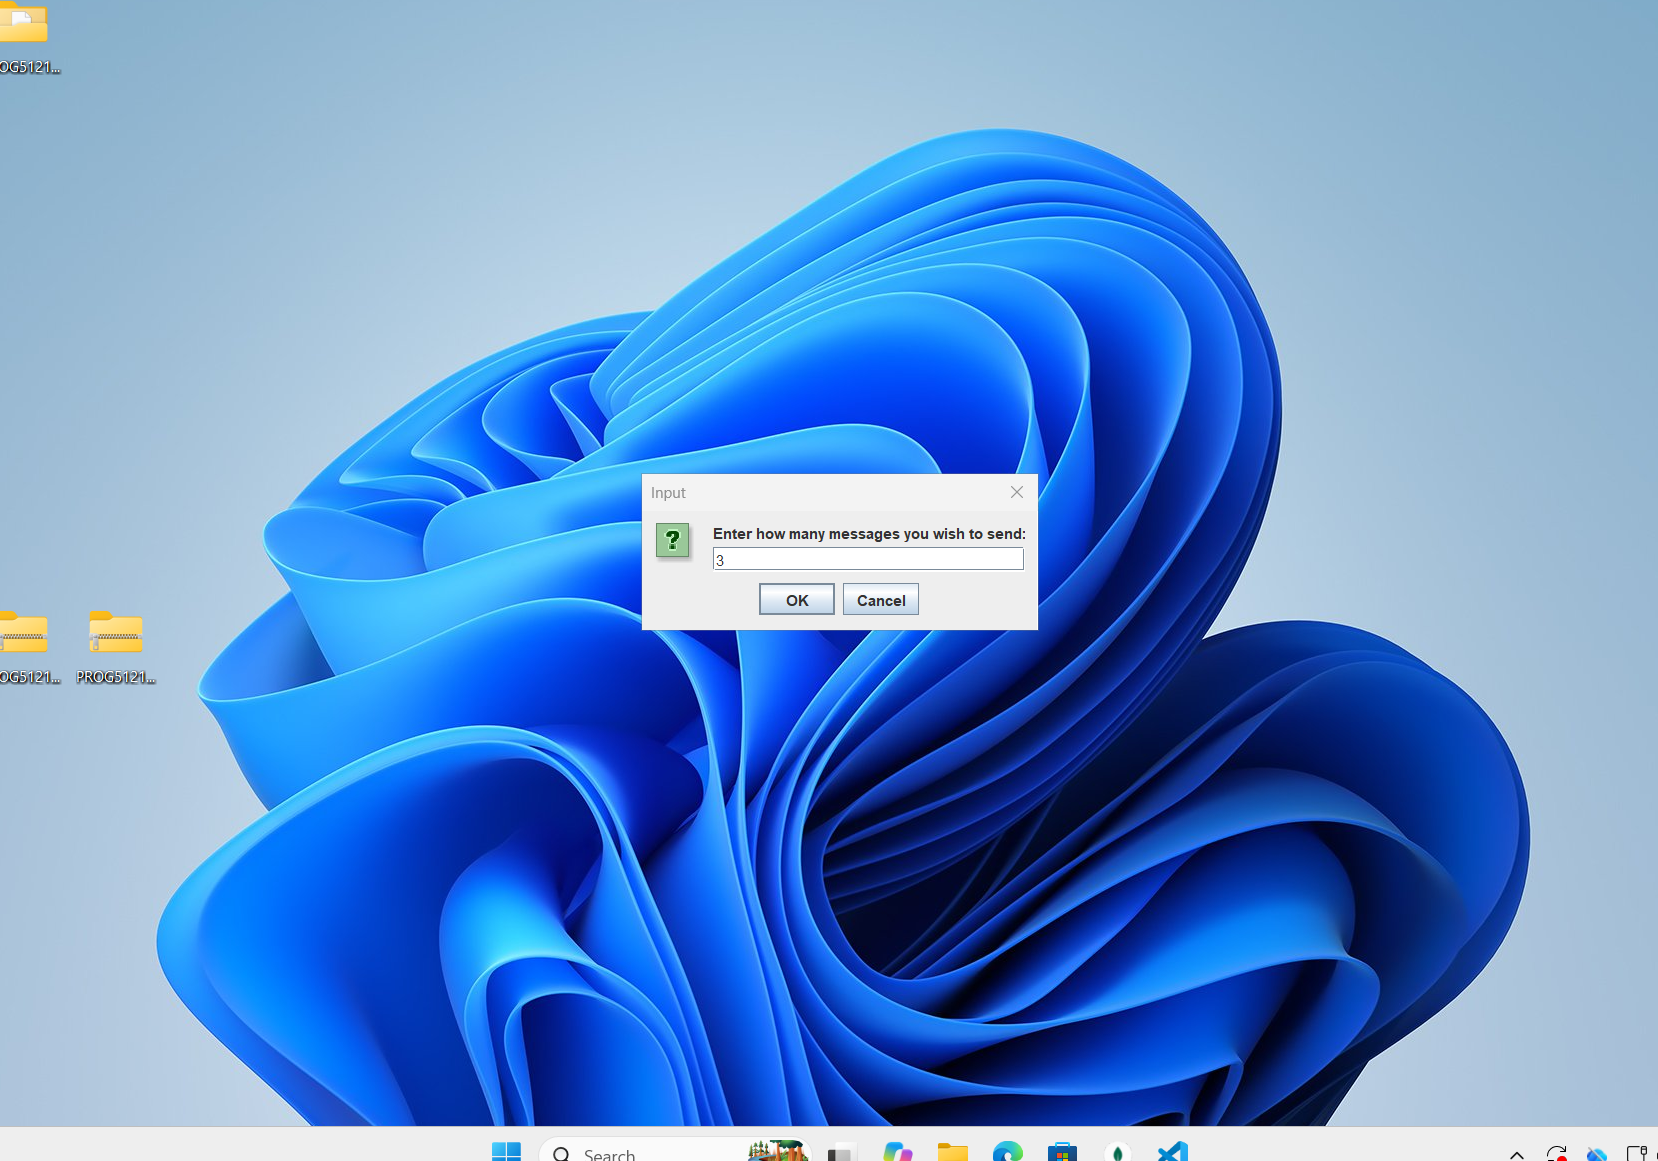 OG5121...
Input
Enter how many messages you wish to send:
3
OK
Cancel
OG5121...
PROG5121...
Search